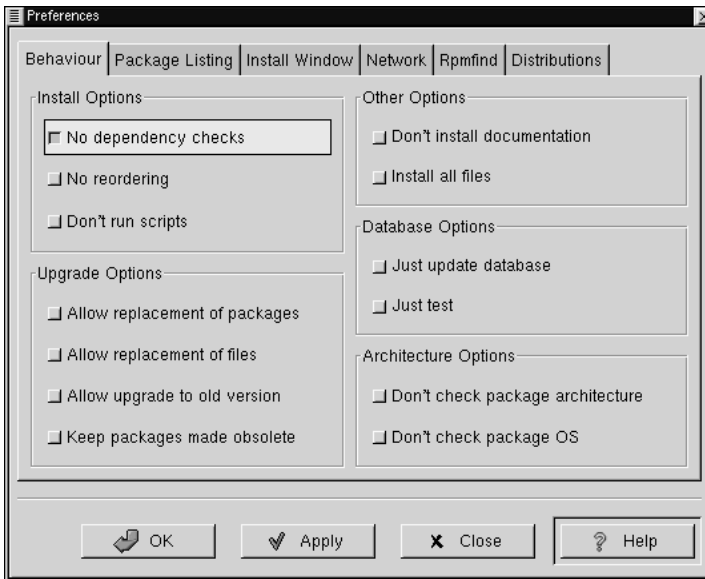 Preferences
Behaviour Package Listing Install Window Network Rpmfind Distributions
Install Options
No dependency checks
No reordering
Don't run scripts
Upgrade Options
Allow replacement of packages
Allow replacement of files
Allow upgrade to old version
Keep packages made obsolete
Other Options
Don't install documentation
Install all files
Database Options
Just update database
Just test
Architecture Options
Don't check package architecture
Don't check package OS
OK Apply Close Help